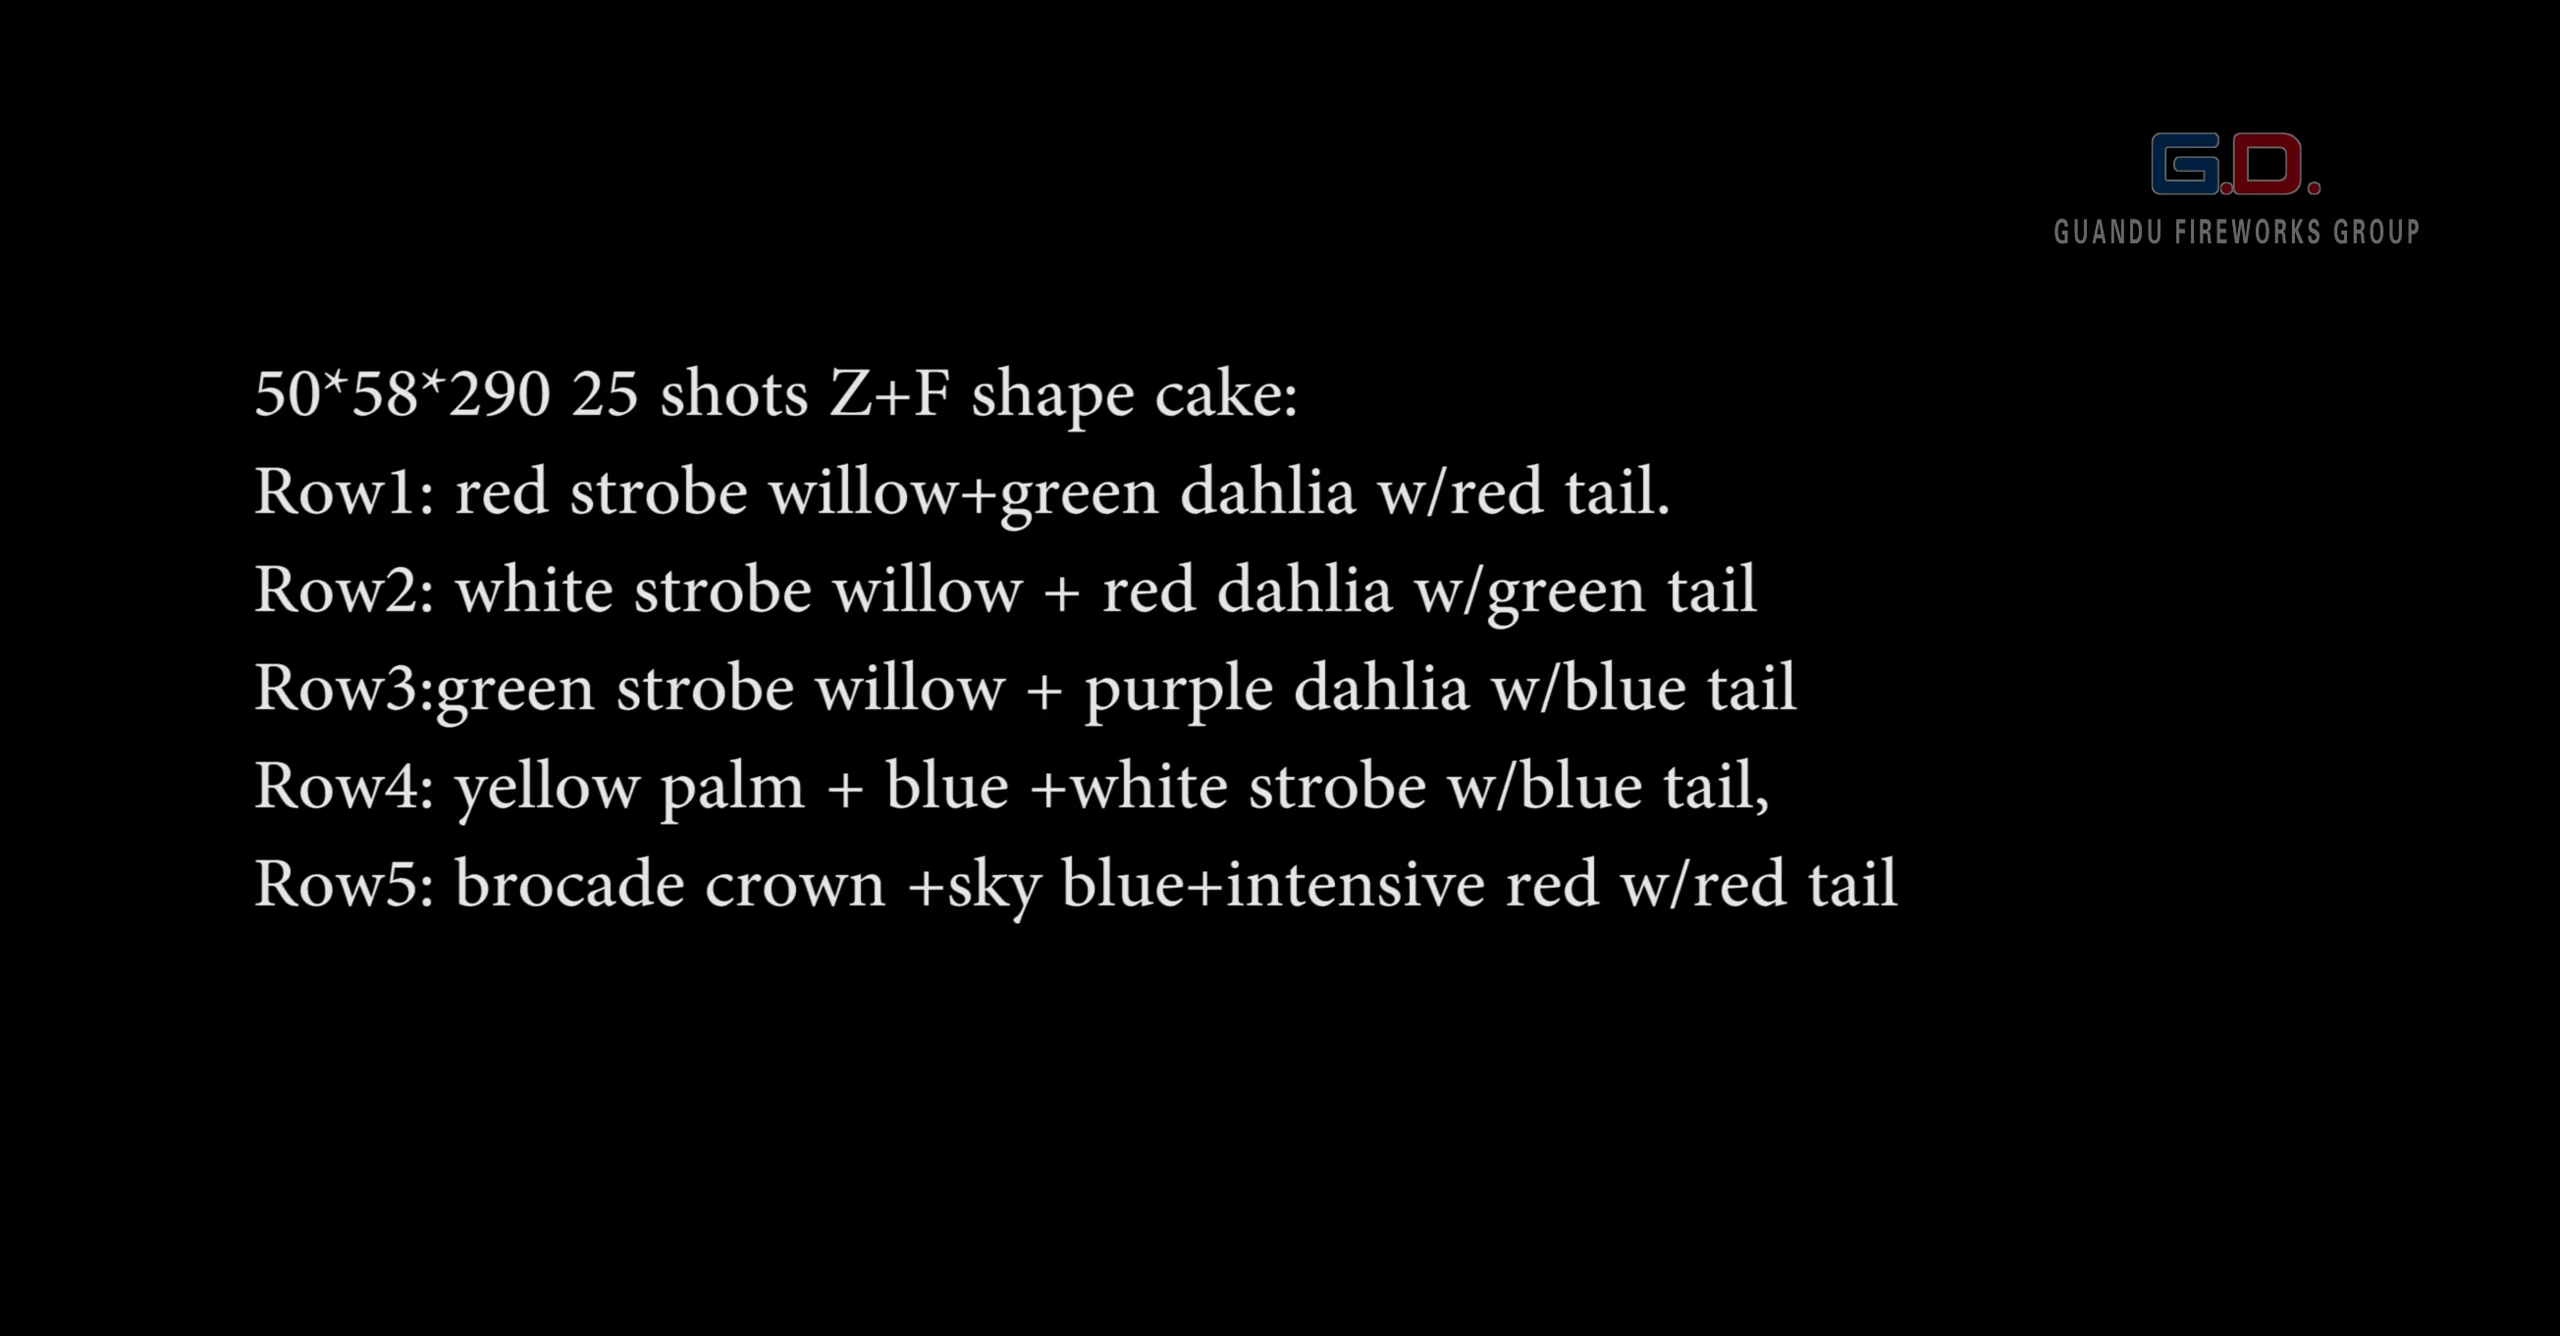 G.D.
GUANDU FIREWORKS GROUP
50*58*290 25 shots Z+F shape cake:
Row1: red strobe willow+green dahlia w/red tail.
Row2: white strobe willow + red dahlia w/green tail
Row3:green strobe willow + purple dahlia w/blue tail
Row4: yellow palm + blue +white strobe w/blue tail,
Row5: brocade crown +sky blue+intensive red w/red tail